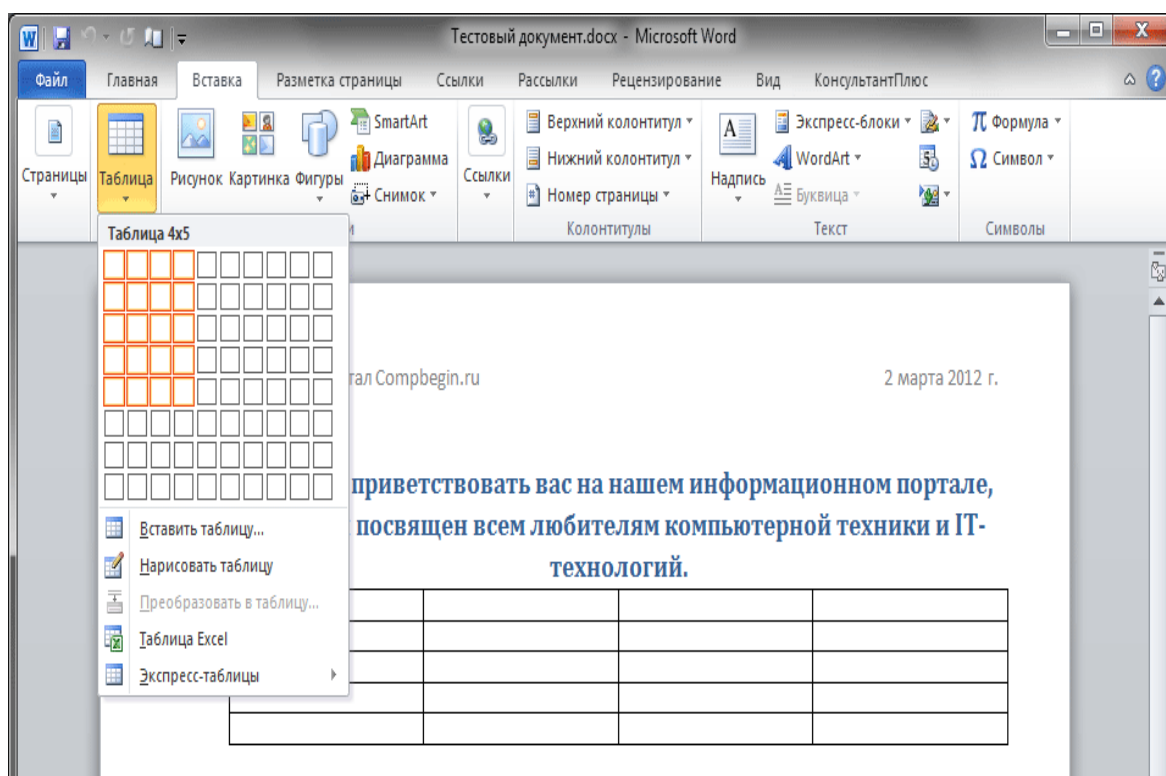 Тестовый документ.docx - Microsoft Word
Файл Главная Вставка Разметка страницы Ссылки Рассылки Рецензирование Вид КонсультантПлюс
Страницы
Таблица
Рисунок Картинка Фигуры
SmartArt
Диаграмма
Снимок
Ссылки
Верхний колонтитул
Нижний колонтитул
Номер страницы
Колонтитулы
Надпись
Экспресс-блоки
WordArt
Буквица
Текст
Формула
Символ
Символы
Таблица 4x5
Вставить таблицу...
Нарисовать таблицу
Преобразовать в таблицу...
Таблица Excel
Экспресс-таблицы
Compbegin.ru 2 марта 2012 г.
приветствовать вас на нашем информационном портале,
посвящен всем любителям компьютерной техники и IT-
технологий.